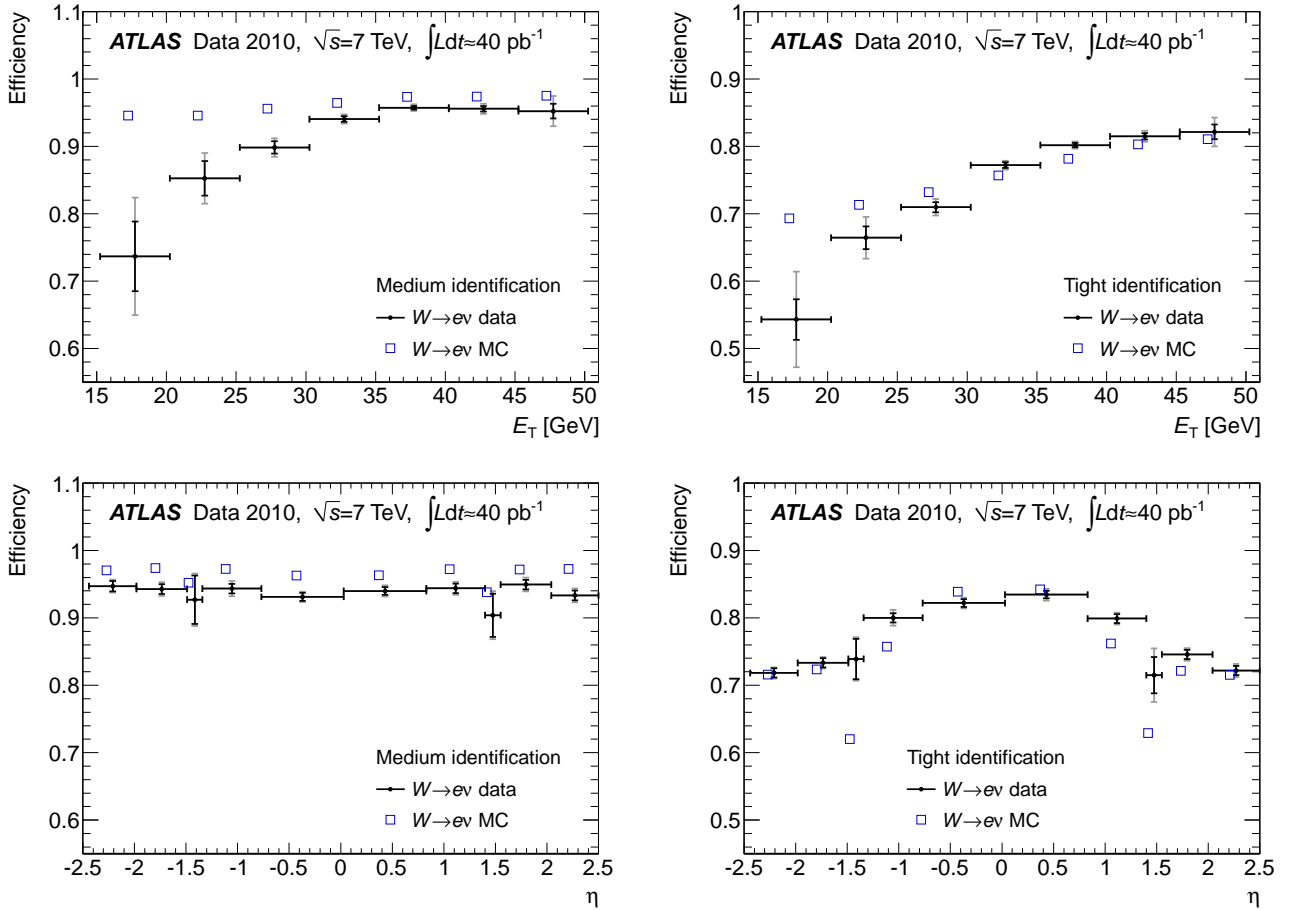 Efficiency
ATLAS Data 2010, √s=7 TeV, ∫Ldt≈40 pb-1
1.1
1
0.9
0.8
0.7
0.6
Medium identification
W→eν data
W→eν MC
15 20 25 30 35 40 45 50
ET [GeV]
Efficiency
ATLAS Data 2010, √s=7 TeV, ∫Ldt≈40 pb-1
1
0.9
0.8
0.7
0.6
0.5
Tight identification
W→eν data
W→eν MC
15 20 25 30 35 40 45 50
ET [GeV]
Efficiency
ATLAS Data 2010, √s=7 TeV, ∫Ldt≈40 pb-1
1.1
1
0.9
0.8
0.7
0.6
Medium identification
W→eν data
W→eν MC
-2.5 -2 -1.5 -1 -0.5 0 0.5 1 1.5 2 2.5
η
Efficiency
ATLAS Data 2010, √s=7 TeV, ∫Ldt≈40 pb-1
1
0.9
0.8
0.7
0.6
0.5
Tight identification
W→eν data
W→eν MC
-2.5 -2 -1.5 -1 -0.5 0 0.5 1 1.5 2 2.5
η